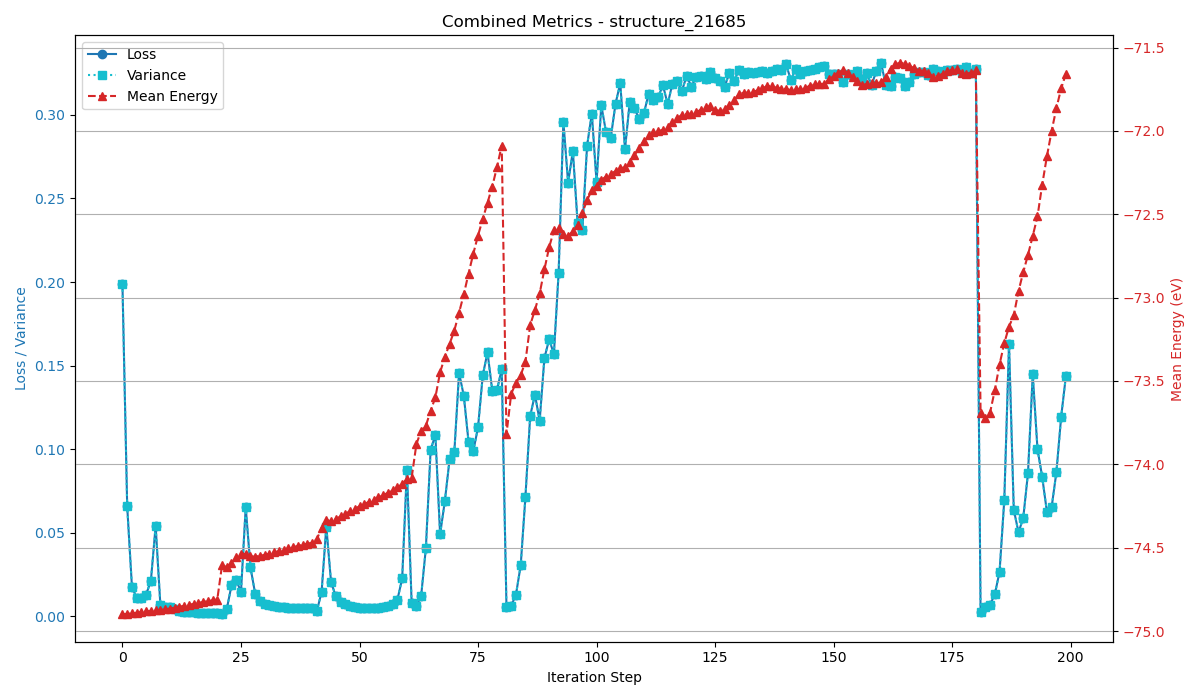 Combined Metrics - structure_21685
Loss
Variance
Mean Energy
Loss / Variance
0.30
0.25
0.20
0.15
0.10
0.05
0.00
−71.5
−72.0
−72.5
−73.0
−73.5
−74.0
−74.5
−75.0
Mean Energy (eV)
0 25 50 75 100 125 150 175 200
Iteration Step